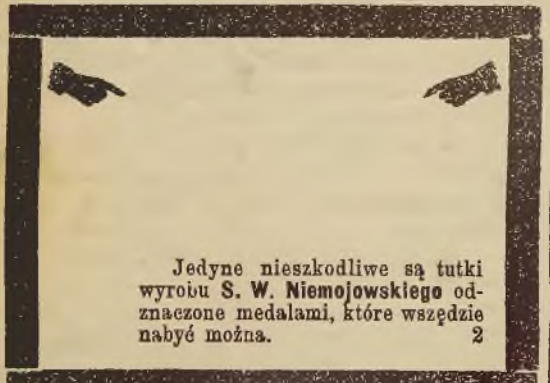 Jedyne nieszkodliwe są tutki
wyrobu S. W. Niemojowskiego od-
znaczone medalami, które wszędzie
nabyć można. 2